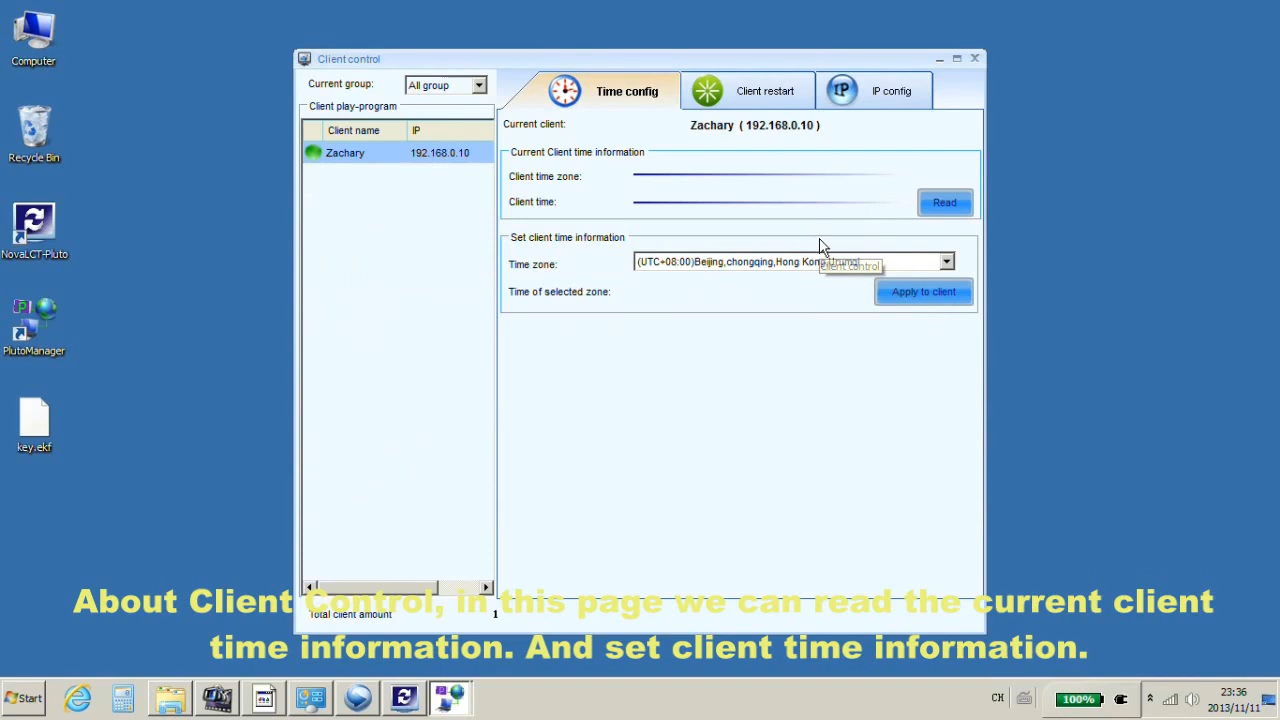 Computer
Recycle Bin
NovaLCT-Pluto
PlutoManager
key.ekf
Client control
Current group:
All group
Client play-program
Client name IP
Zachary 192.168.0.10
Total client amount 1
Time config
Client restart
IP
IP config
Current client: Zachary ( 192.168.0.10 )
Current Client time information
Client time zone:
Client time:
Read
Set client time information
Time zone: (UTC+08:00)Beijing,chongqing,Hong Kong,Urumqi
Client control
Time of selected zone:
Apply to client
About Client Control, in this page we can read the current client
time information. And set client time information.
Start
CH
100%
23:36
2013/11/11